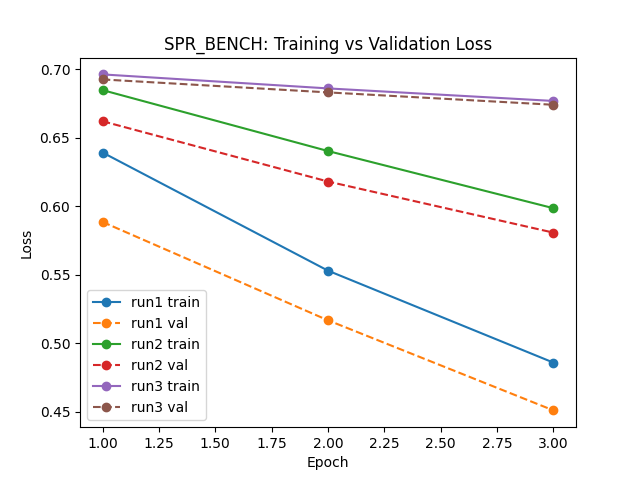 SPR_BENCH: Training vs Validation Loss
0.70
0.65
0.60
0.55
0.50
0.45
Loss
run1 train
run1 val
run2 train
run2 val
run3 train
run3 val
1.00 1.25 1.50 1.75 2.00 2.25 2.50 2.75 3.00
Epoch